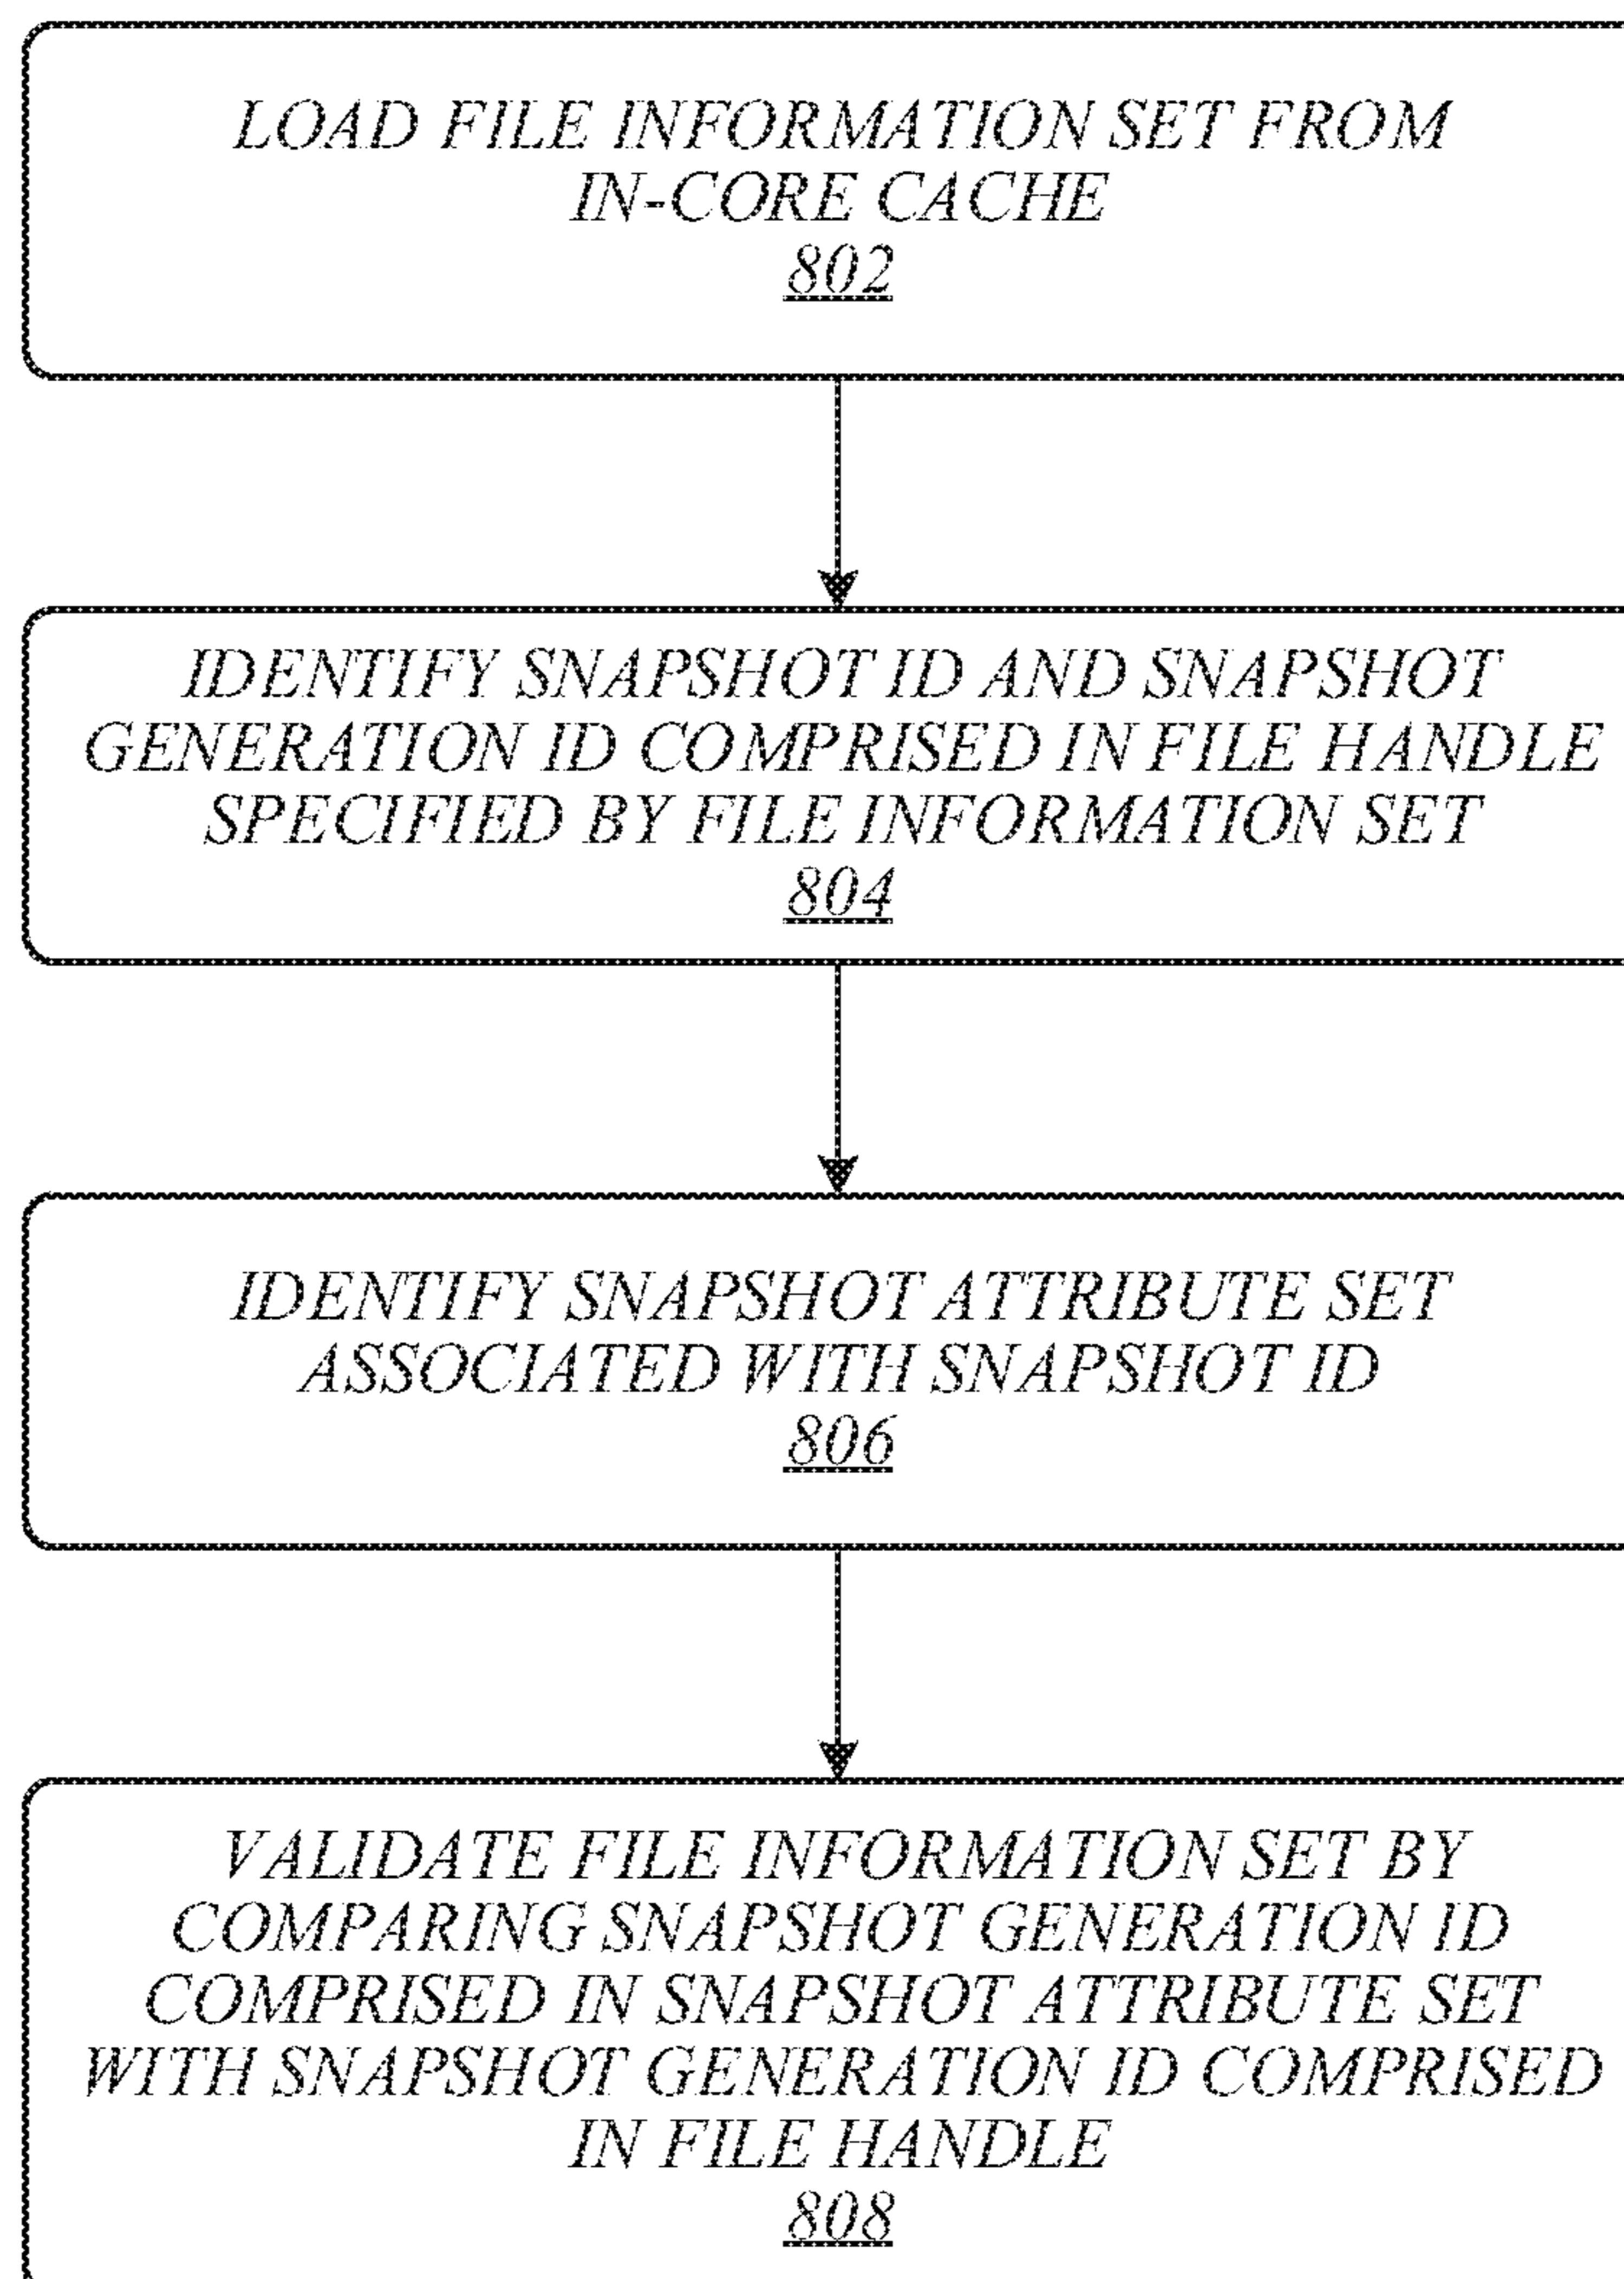 LOAD FILE INFORMATION SET FROM
IN-CORE CACHE
802
IDENTIFY SNAPSHOT ID AND SNAPSHOT
GENERATION ID COMPRISED IN FILE HANDLE
SPECIFIED BY FILE INFORMATION SET
804
IDENTIFY SNAPSHOT ATTRIBUTE SET
ASSOCIATED WITH SNAPSHOT ID
806
VALIDATE FILE INFORMATION SET BY
COMPARING SNAPSHOT GENERATION ID
COMPRISED IN SNAPSHOT ATTRIBUTE SET
WITH SNAPSHOT GENERATION ID COMPRISED
IN FILE HANDLE
808